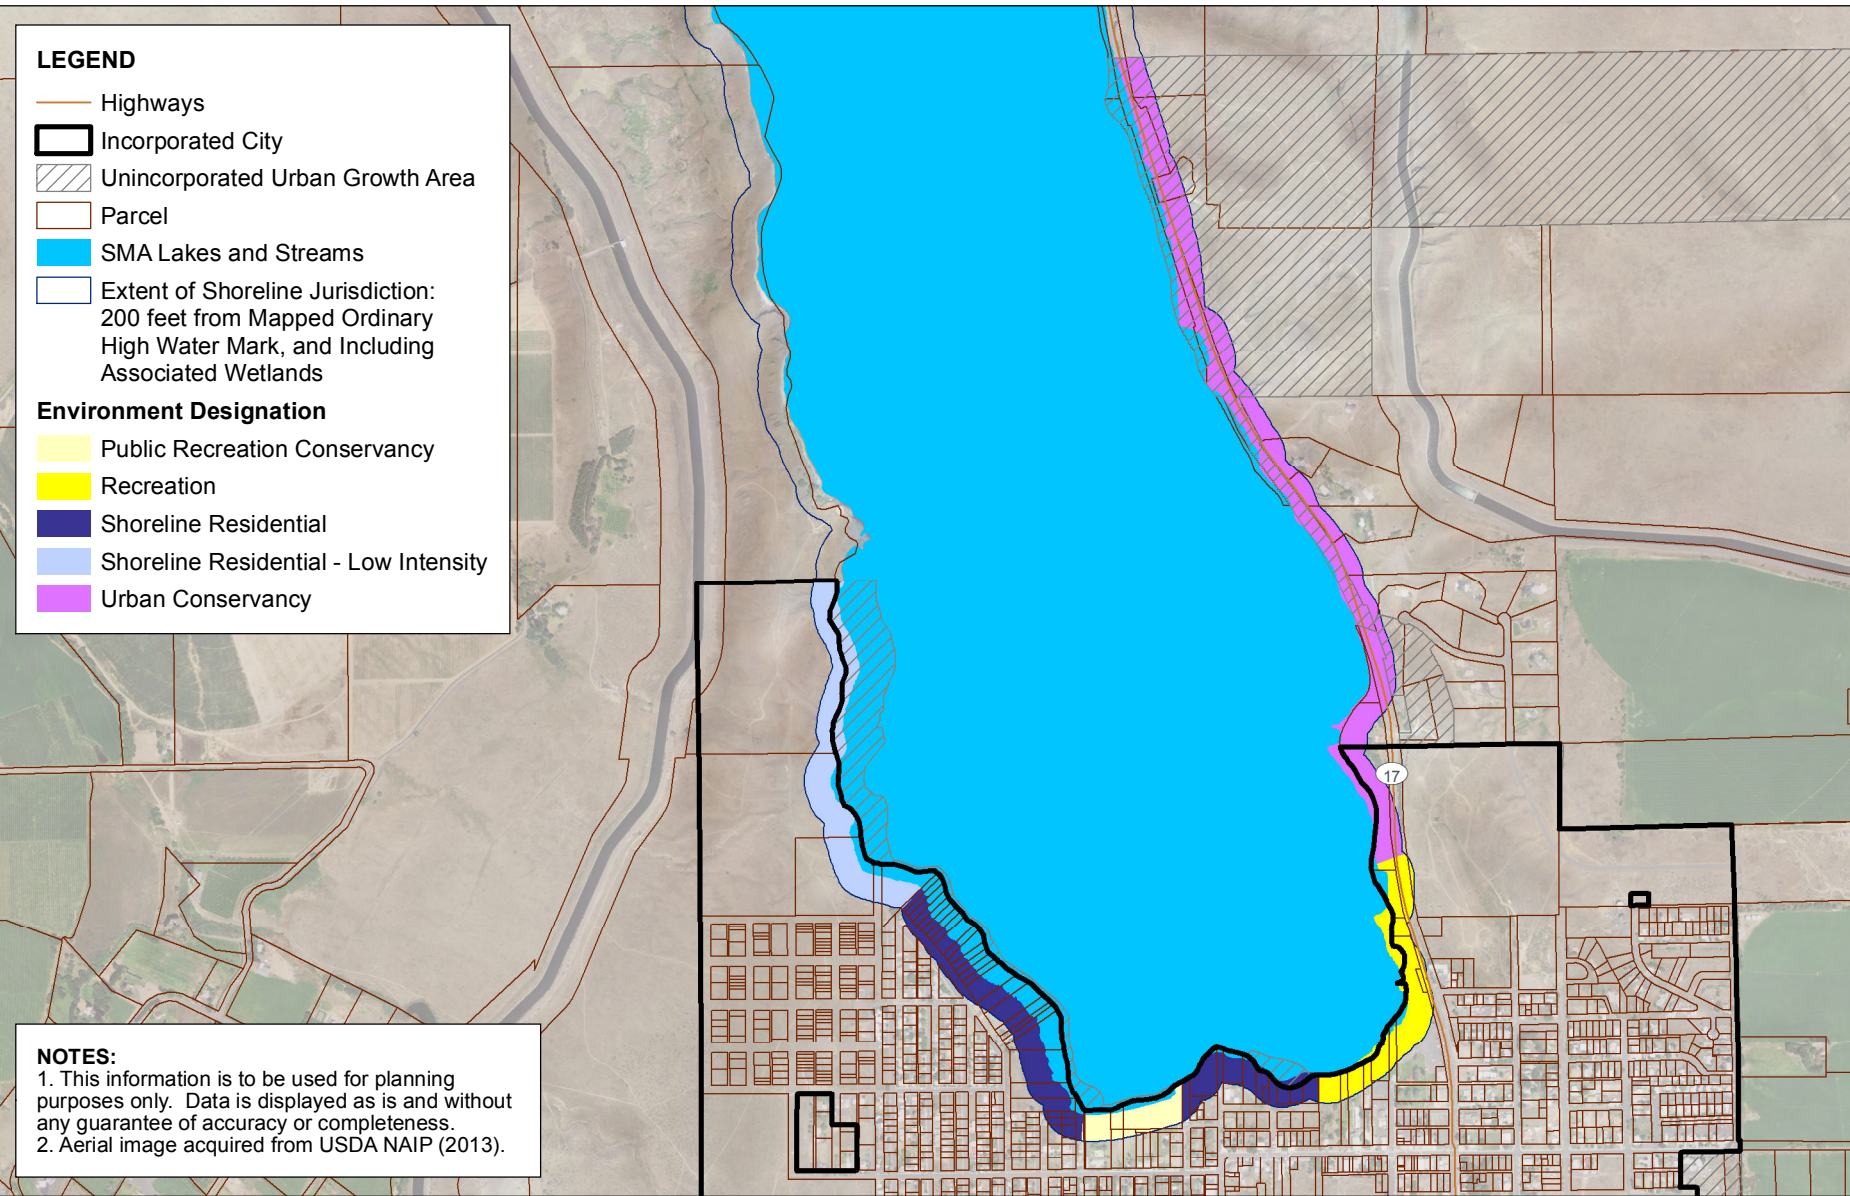 LEGEND
Highways
Incorporated City
Unincorporated Urban Growth Area
Parcel
SMA Lakes and Streams
Extent of Shoreline Jurisdiction:
200 feet from Mapped Ordinary
High Water Mark, and Including
Associated Wetlands
Environment Designation
Public Recreation Conservancy
Recreation
Shoreline Residential
Shoreline Residential - Low Intensity
Urban Conservancy
17
NOTES:
1. This information is to be used for planning
purposes only.  Data is displayed as is and without
any guarantee of accuracy or completeness.
2. Aerial image acquired from USDA NAIP (2013).